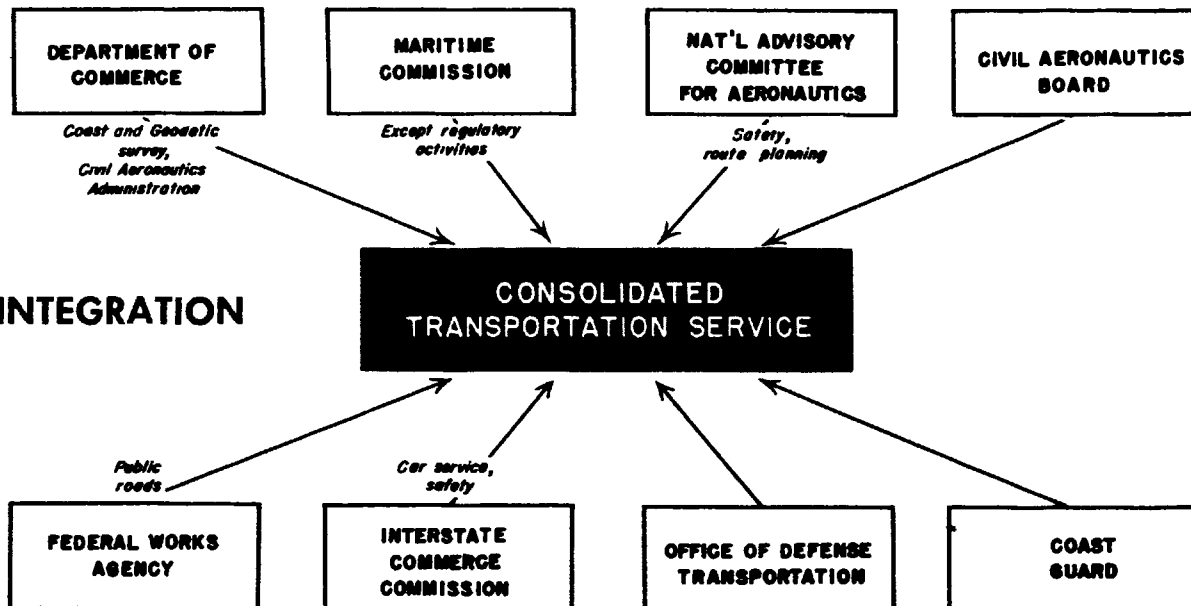 DEPARTMENT OF
COMMERCE
MARITIME
COMMISSION
NAT'L ADVISORY
COMMITTEE
FOR AERONAUTICS
CIVIL AERONAUTICS
BOARD
Coast and Geodetic
survey,
Civil Aeronautics
Administration
Except regulatory
activities
Safety,
route planning
INTEGRATION
CONSOLIDATED
TRANSPORTATION SERVICE
Public
roads
Car service,
safety
FEDERAL WORKS
AGENCY
INTERSTATE
COMMERCE
COMMISSION
OFFICE OF DEFENSE
TRANSPORTATION
COAST
GUARD